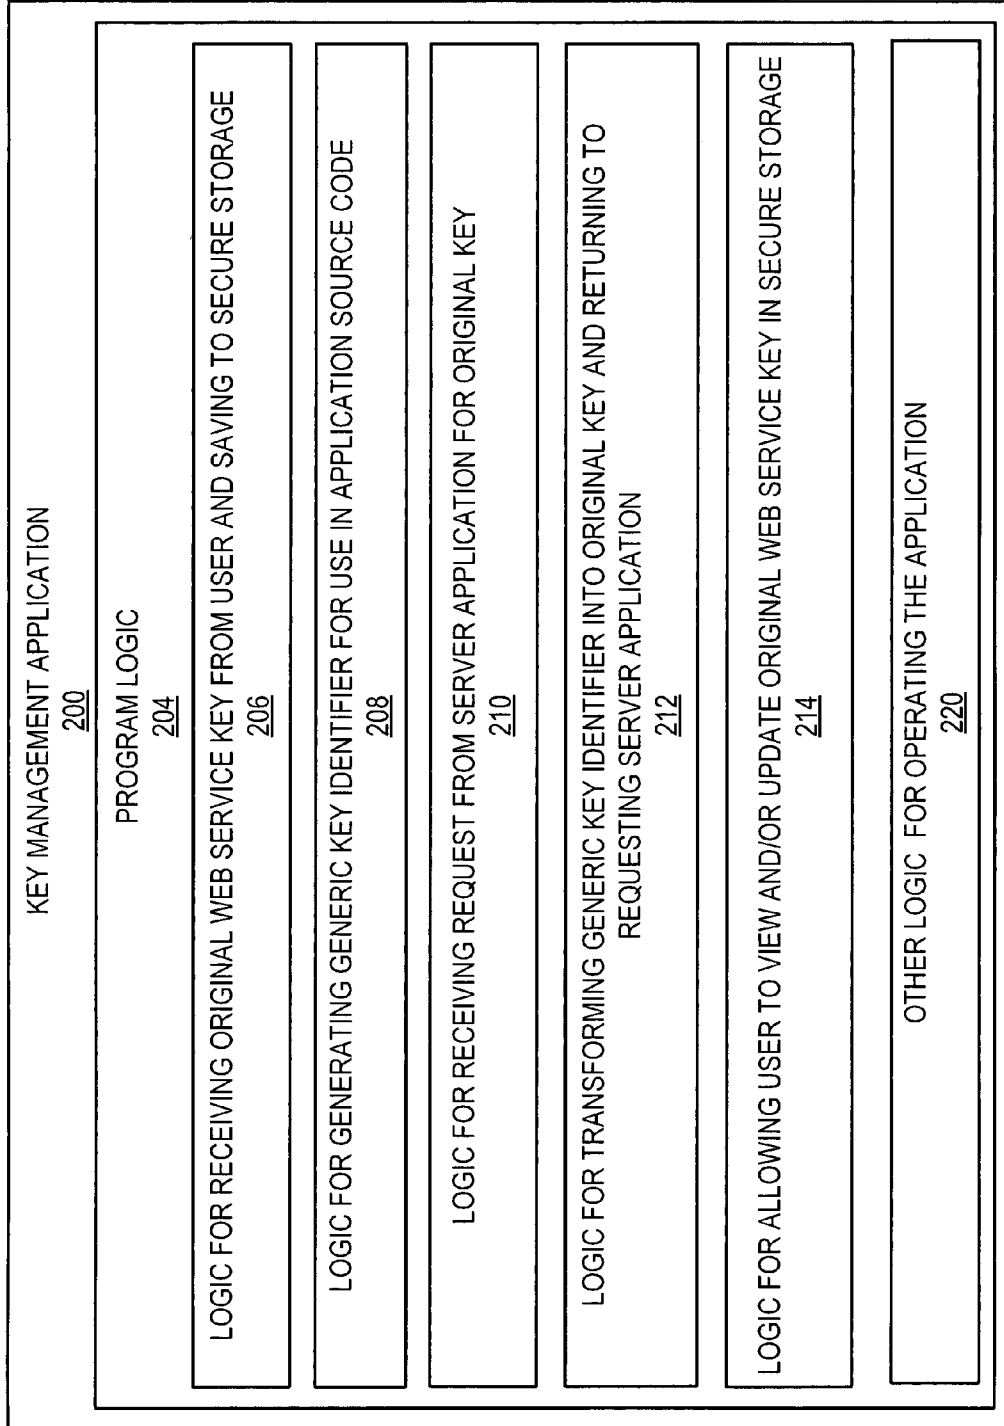 KEY MANAGEMENT APPLICATION
200
PROGRAM LOGIC
204
LOGIC FOR RECEIVING ORIGINAL WEB SERVICE KEY FROM USER AND SAVING TO SECURE STORAGE
206
LOGIC FOR GENERATING GENERIC KEY IDENTIFIER FOR USE IN APPLICATION SOURCE CODE
208
LOGIC FOR RECEIVING REQUEST FROM SERVER APPLICATION FOR ORIGINAL KEY
210
LOGIC FOR TRANSFORMING GENERIC KEY IDENTIFIER INTO ORIGINAL KEY AND RETURNING TO
REQUESTING SERVER APPLICATION
212
LOGIC FOR ALLOWING USER TO VIEW AND/OR UPDATE ORIGINAL WEB SERVICE KEY IN SECURE STORAGE
214
OTHER LOGIC FOR OPERATING THE APPLICATION
220